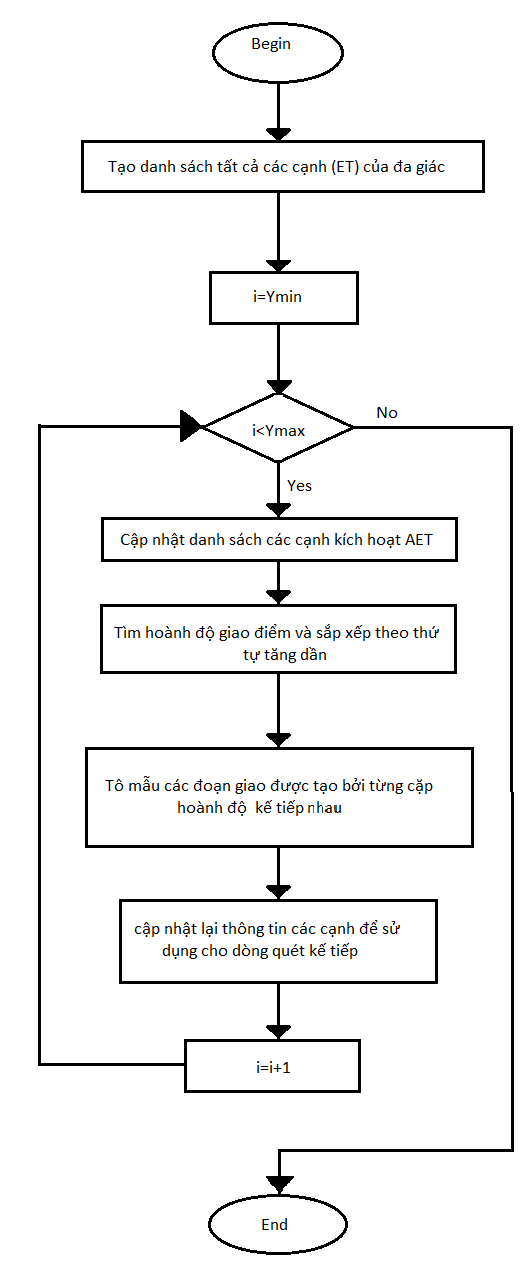 Begin
Tạo danh sách tất cả các cạnh (ET) của đa giác
i=Ymin
i<Ymax
No
Yes
Cập nhật danh sách các cạnh kích hoạt AET
Tìm hoành độ giao điểm và sắp xếp theo thứ
tự tăng dần
Tô mẫu các đoạn giao được tạo bởi từng cặp
hoành độ kế tiếp nhau
cập nhật lại thông tin các cạnh để sử
dụng cho dòng quét kế tiếp
i=i+1
End